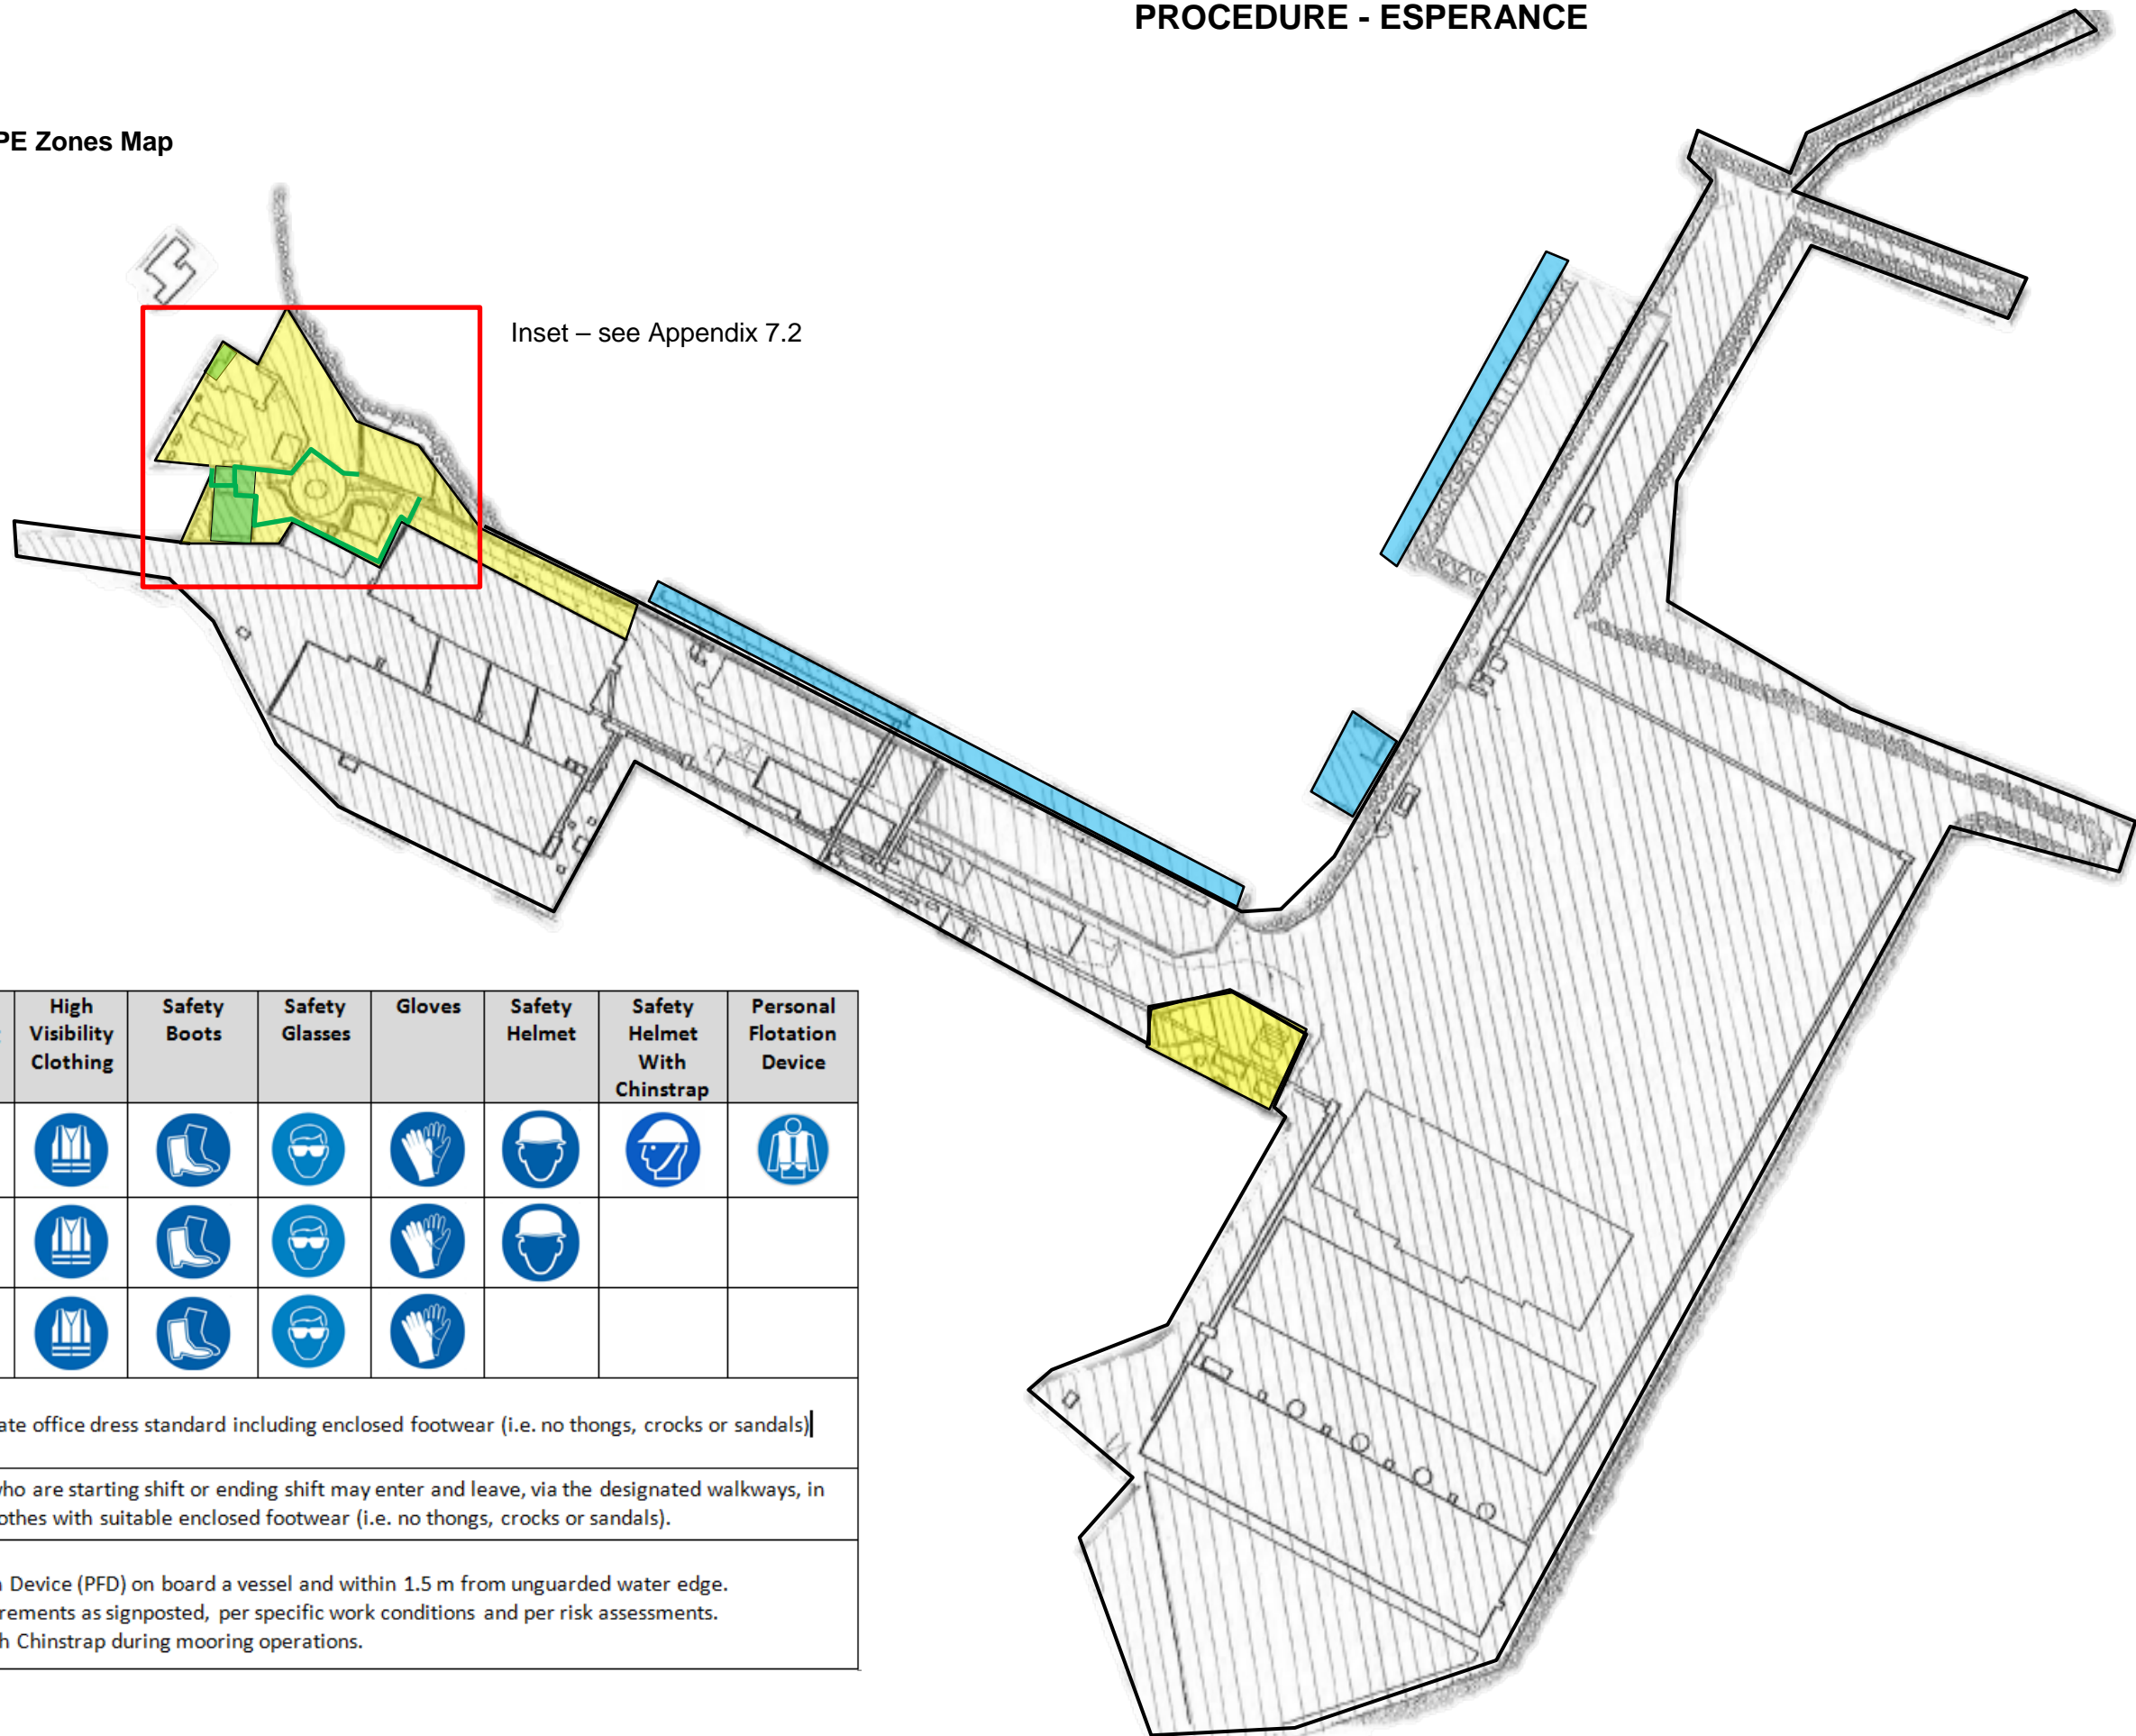 PROCEDURE - ESPERANCE
PE Zones Map
Inset – see Appendix 7.2
High Visibility Clothing
Safety Boots
Safety Glasses
Gloves
Safety Helmet
Safety Helmet With Chinstrap
Personal Flotation Device
ate office dress standard including enclosed footwear (i.e. no thongs, crocks or sandals)
who are starting shift or ending shift may enter and leave, via the designated walkways, in
othes with suitable enclosed footwear (i.e. no thongs, crocks or sandals).
n Device (PFD) on board a vessel and within 1.5 m from unguarded water edge.
rements as signposted, per specific work conditions and per risk assessments.
h Chinstrap during mooring operations.